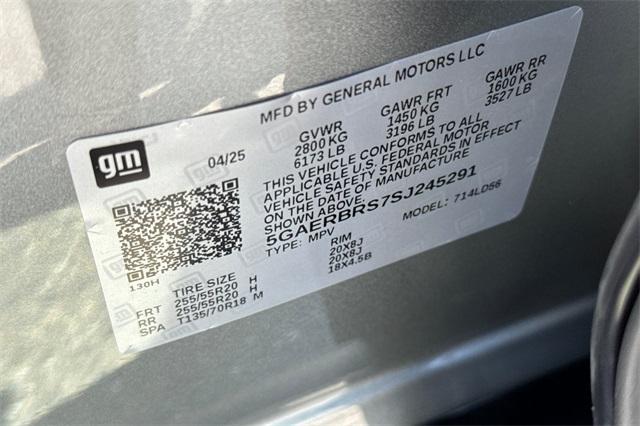 MFD BY GENERAL MOTORS LLC
gm
04/25
GVWR GAWR FRT GAWR RR
2800 KG 1450 KG 1600 KG
6173 LB 3196 LB 3527 LB
THIS VEHICLE CONFORMS TO ALL
APPLICABLE U.S. FEDERAL MOTOR
VEHICLE SAFETY STANDARDS IN EFFECT
ON THE DATE OF MANUFACTURE
SHOWN ABOVE.
5GAERBRS7SJ245291
TYPE: MPV MODEL: 714LD56
130H
TIRE SIZE RIM
FRT 255/55R20 H 20X8J
RR 255/55R20 H 20X8J
SPA T135/70R18 M 18X4.5B